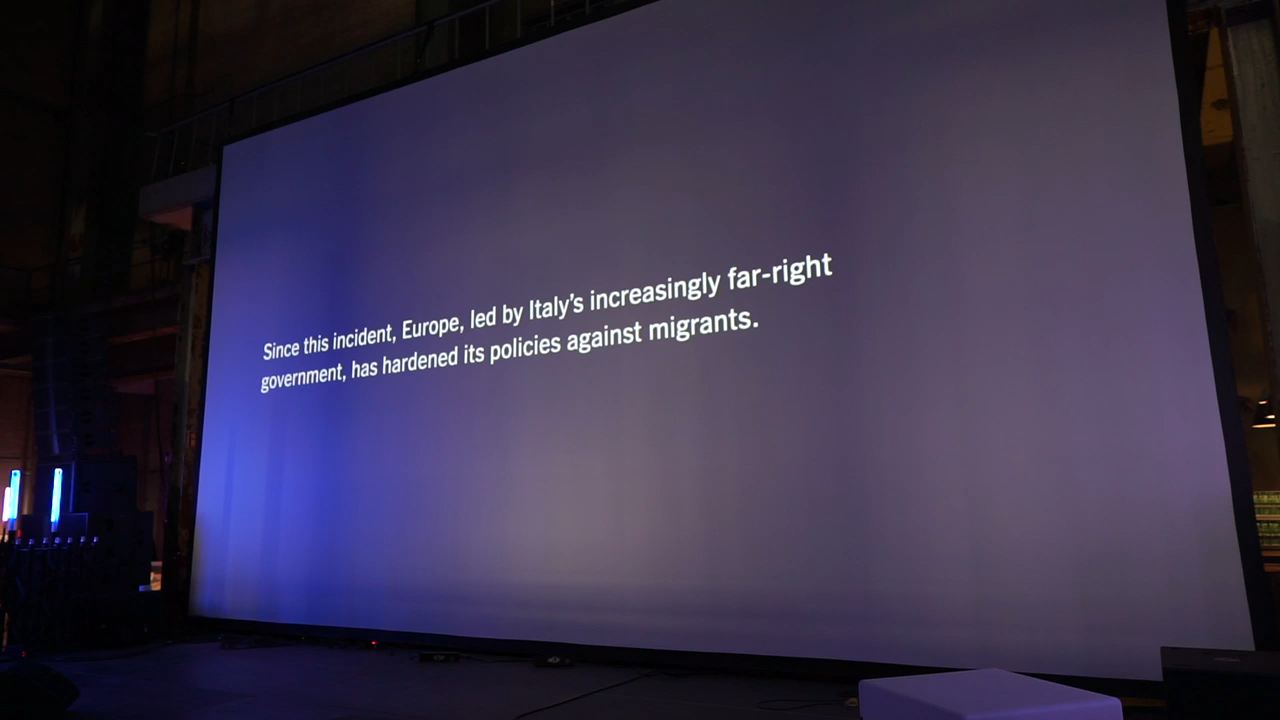 Since this incident, Europe, led by Italy’s increasingly far-right
government, has hardened its policies against migrants.